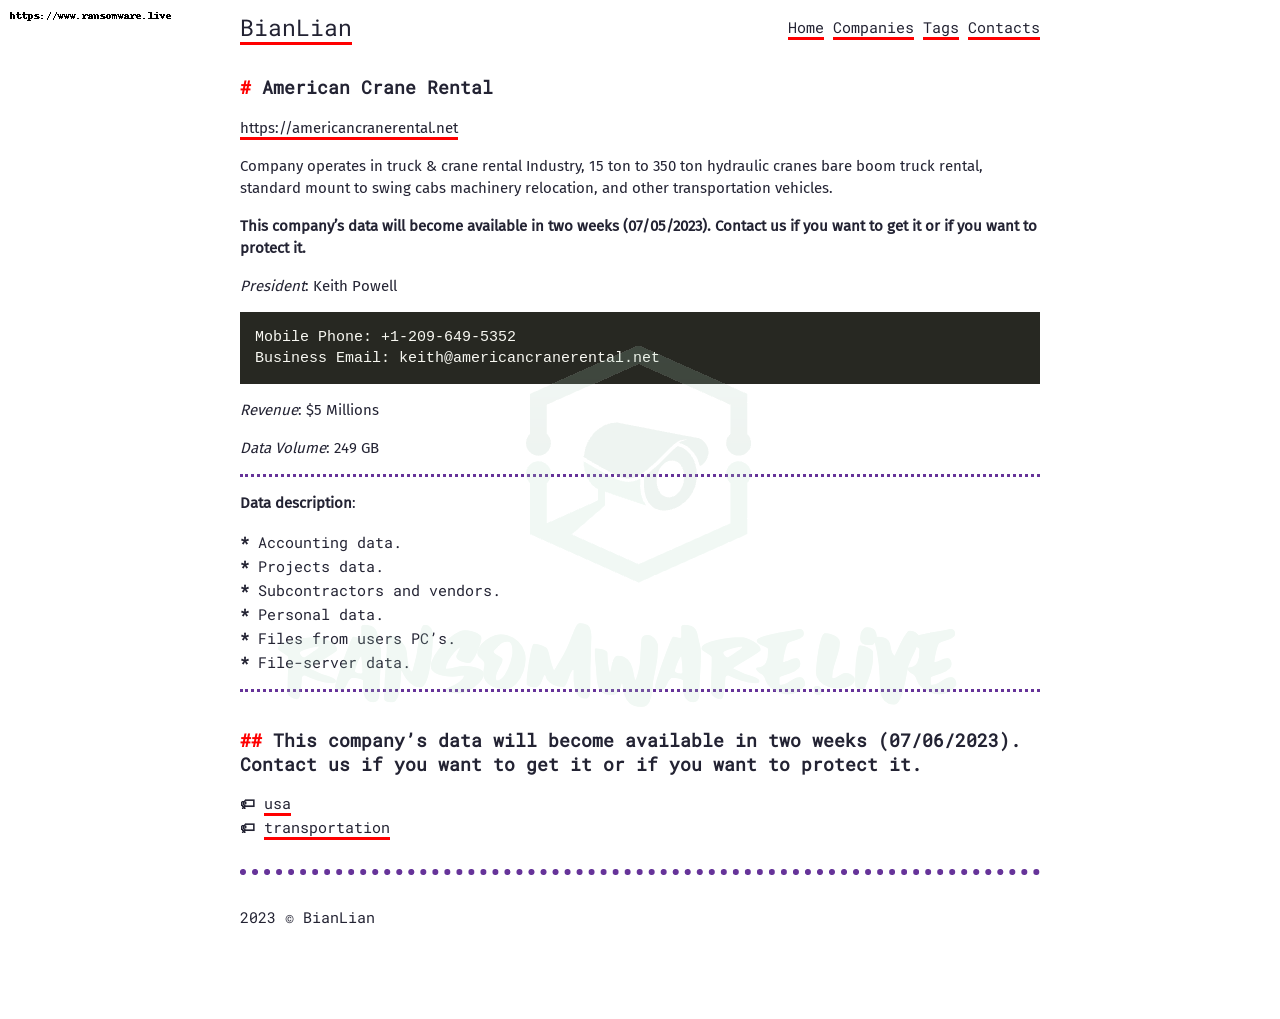 https://www.ransomware.live
BianLian
Home Companies Tags Contacts
# American Crane Rental
https://americancranerental.net
Company operates in truck & crane rental Industry, 15 ton to 350 ton hydraulic cranes bare boom truck rental,
standard mount to swing cabs machinery relocation, and other transportation vehicles.
This company’s data will become available in two weeks (07/05/2023). Contact us if you want to get it or if you want to
protect it.
President: Keith Powell
Mobile Phone: +1-209-649-5352
Business Email: keith@americancranerental.net
Revenue: $5 Millions
Data Volume: 249 GB
Data description:
* Accounting data.
* Projects data.
* Subcontractors and vendors.
* Personal data.
* Files from users PC’s.
* File-server data.
RANSOMWARE LIVE
## This company’s data will become available in two weeks (07/06/2023).
Contact us if you want to get it or if you want to protect it.
usa
transportation
2023 © BianLian